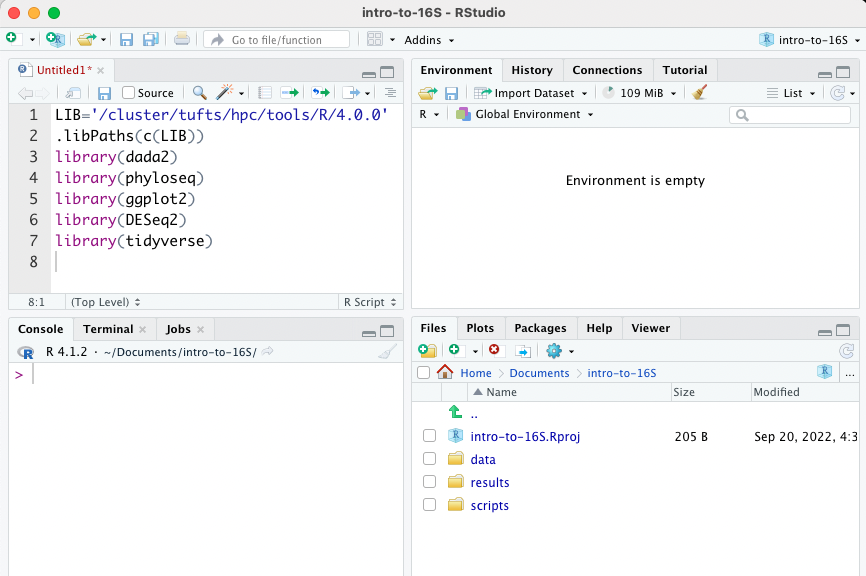 intro-to-16S - RStudio
Go to file/function
Addins
intro-to-16S
Untitled1*
Source
1 LIB='/cluster/tufts/hpc/tools/R/4.0.0'
2 .libPaths(c(LIB))
3 library(dada2)
4 library(phyloseq)
5 library(ggplot2)
6 library(DESeq2)
7 library(tidyverse)
8
8:1 (Top Level) R Script
Console Terminal Jobs
R 4.1.2 · ~/Documents/intro-to-16S/
>
Environment History Connections Tutorial
Import Dataset 109 MiB List
R Global Environment
Environment is empty
Files Plots Packages Help Viewer
Home Documents intro-to-16S ...
Name Size Modified
..
intro-to-16S.Rproj 205 B Sep 20, 2022, 4:3
data
results
scripts